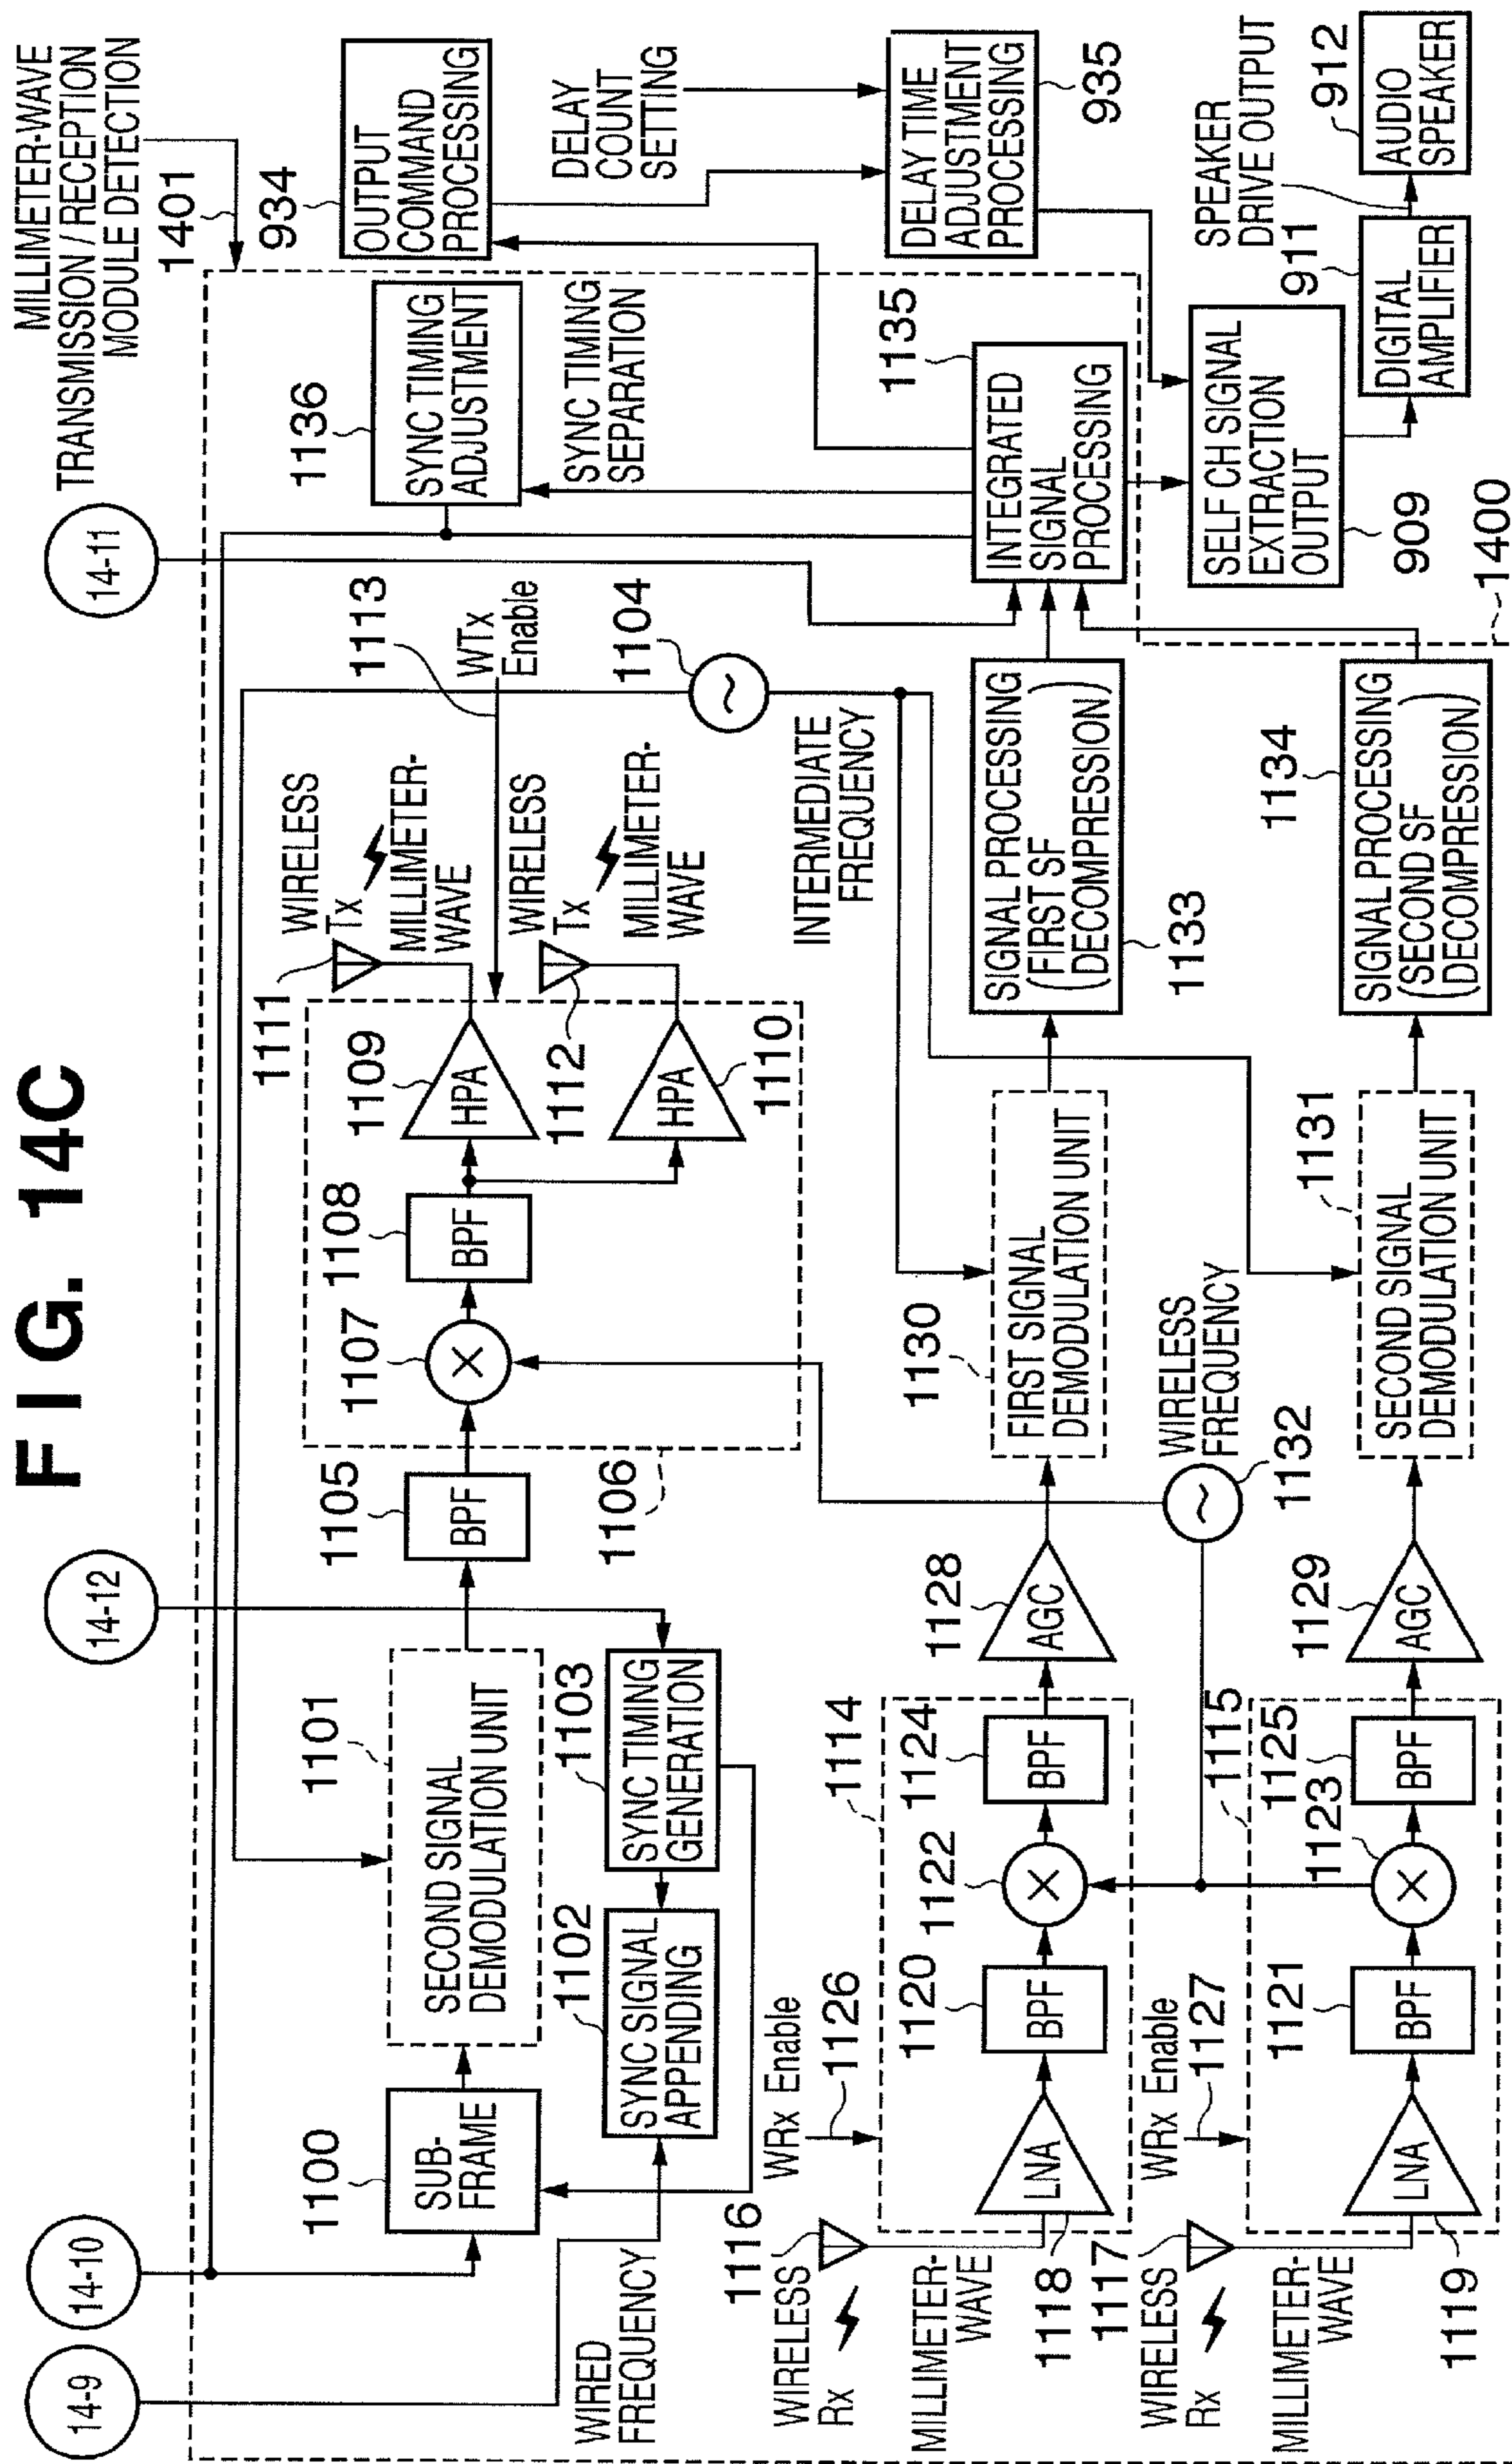 FIG. 14C
14-9
14-10
14-12
14-11
MILLIMETER-WAVE
TRANSMISSION / RECEPTION
MODULE DETECTION
1401
1100
SUB-
FRAME
1101
SECOND SIGNAL
DEMODULATION UNIT
1105
BPF
1106
1107
1108
BPF
1109
HPA
1110
HPA
1111
WIRELESS
Tx
MILLIMETER-
WAVE
1112
WIRELESS
Tx
MILLIMETER-
WAVE
1113
WTx
Enable
1104
INTERMEDIATE
FREQUENCY
1136
SYNC TIMING
ADJUSTMENT
SYNC TIMING
SEPARATION
934
OUTPUT
COMMAND
PROCESSING
DELAY
COUNT
SETTING
DELAY TIME
ADJUSTMENT
PROCESSING
935
WIRED
FREQUENCY
1102
SYNC SIGNAL
APPENDING
1103
SYNC TIMING
GENERATION
1116
WIRELESS
Rx
MILLIMETER-
WAVE
WRx Enable
1126
1114
1118
LNA
1120
BPF
1122
1124
BPF
1128
AGC
1130
FIRST SIGNAL
DEMODULATION UNIT
SIGNAL PROCESSING
(FIRST SF
DECOMPRESSION)
1133
1135
INTEGRATED
SIGNAL
PROCESSING
SELF CH SIGNAL
EXTRACTION
OUTPUT
909
SPEAKER
DRIVE OUTPUT
911
DIGITAL
AMPLIFIER
912
AUDIO
SPEAKER
1117
WIRELESS
Rx
MILLIMETER-
WAVE
WRx Enable
1127
1115
1119
LNA
1121
BPF
1123
1125
BPF
1129
AGC
WIRELESS
FREQUENCY
1132
1131
SECOND SIGNAL
DEMODULATION UNIT
1134
SIGNAL PROCESSING
(SECOND SF
DECOMPRESSION)
1400